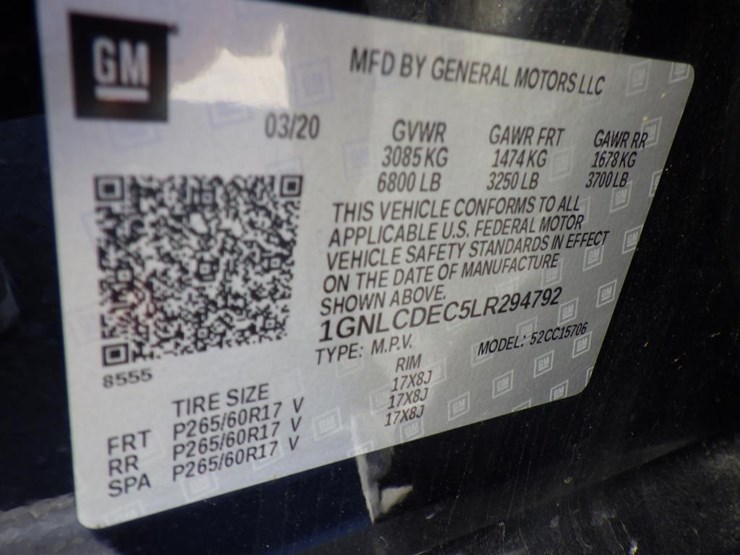 GM
MFD BY GENERAL MOTORS LLC
03/20 GVWR GAWR FRT GAWR RR
3085 KG 1474 KG 1678 KG
6800 LB 3250 LB 3700 LB
THIS VEHICLE CONFORMS TO ALL
APPLICABLE U.S. FEDERAL MOTOR
VEHICLE SAFETY STANDARDS IN EFFECT
ON THE DATE OF MANUFACTURE
SHOWN ABOVE.
1GNLCDEC5LR294792
TYPE: M.P.V. MODEL: 52CC15706
8555
TIRE SIZE RIM
FRT P265/60R17 V 17X8J
RR P265/60R17 V 17X8J
SPA P265/60R17 V 17X8J